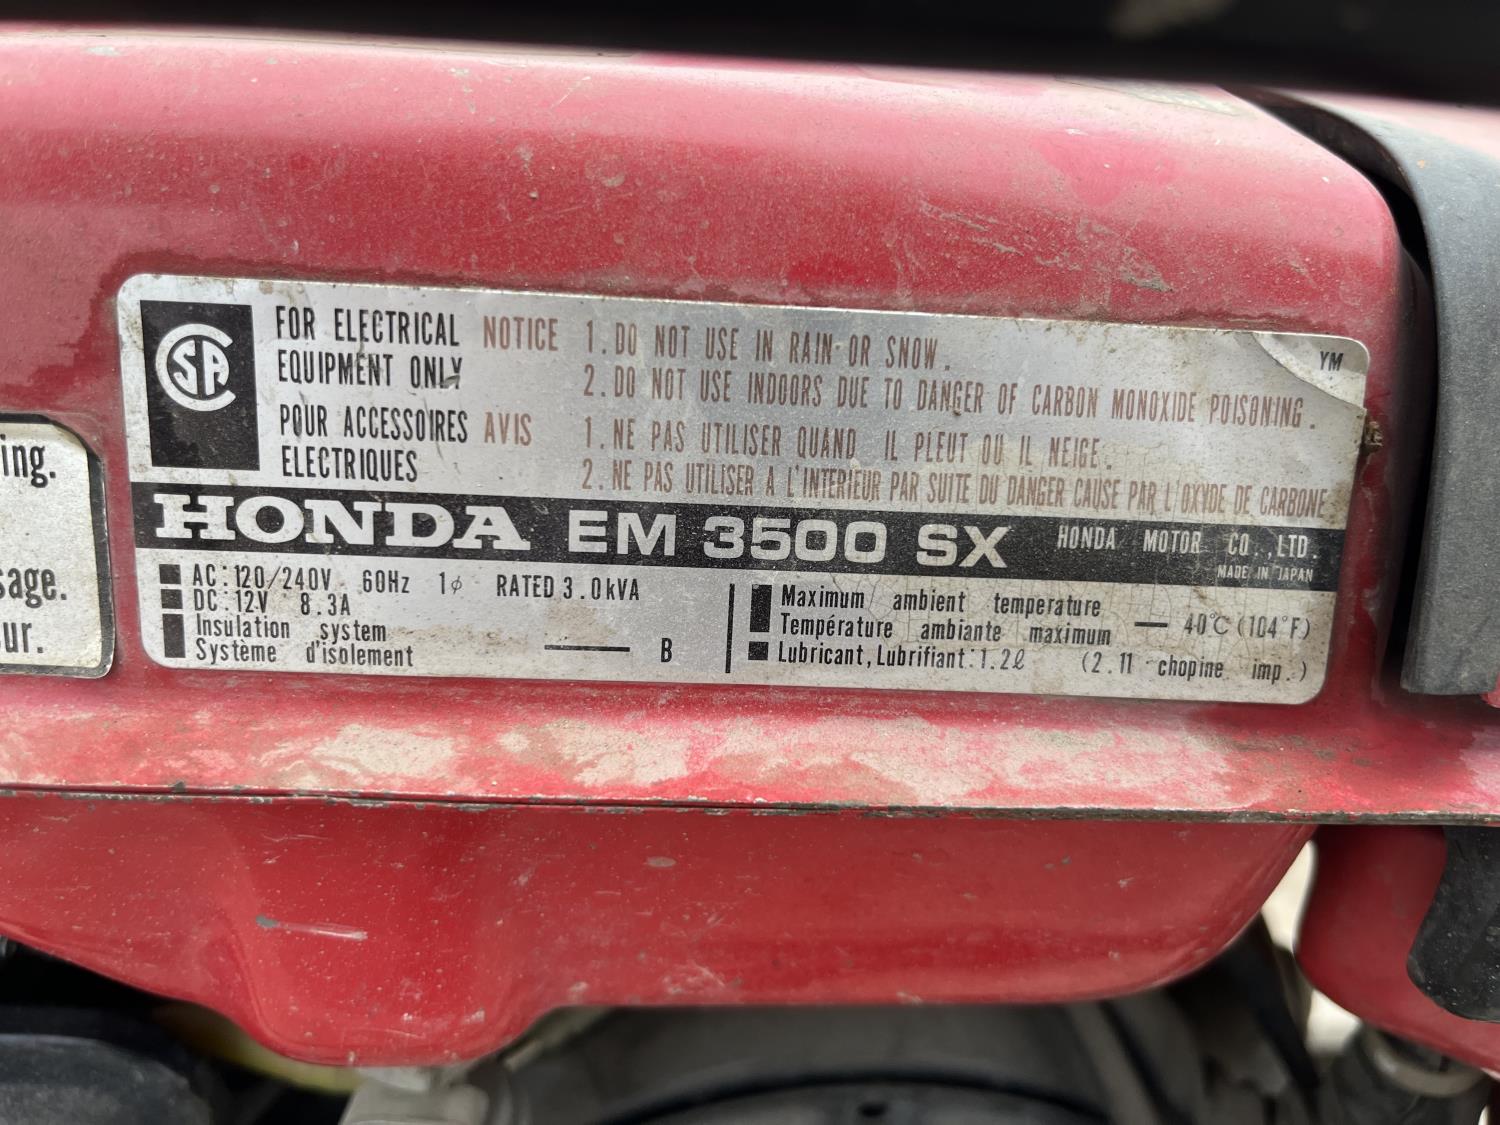 ing.
sage.
ur.
CSA
FOR ELECTRICAL
EQUIPMENT ONLY
POUR ACCESSOIRES
ELECTRIQUES
NOTICE 1. DO NOT USE IN RAIN OR SNOW.
2. DO NOT USE INDOORS DUE TO DANGER OF CARBON MONOXIDE POISONING.
AVIS 1. NE PAS UTILISER QUAND IL PLEUT OU IL NEIGE.
2. NE PAS UTILISER A L'INTERIEUR PAR SUITE DU DANGER CAUSE PAR L'OXYDE DE CARBONE
YM
HONDA EM 3500 SX
HONDA MOTOR CO.,LTD.
MADE IN JAPAN
AC:120/240V 60Hz 1φ RATED 3.0kVA
DC:12V 8.3A
Insulation system
Système d'isolement — B
Maximum ambient temperature
Température ambiante maximum — 40℃ (104°F)
Lubricant, Lubrifiant:1.2ℓ (2.11 chopine imp.)